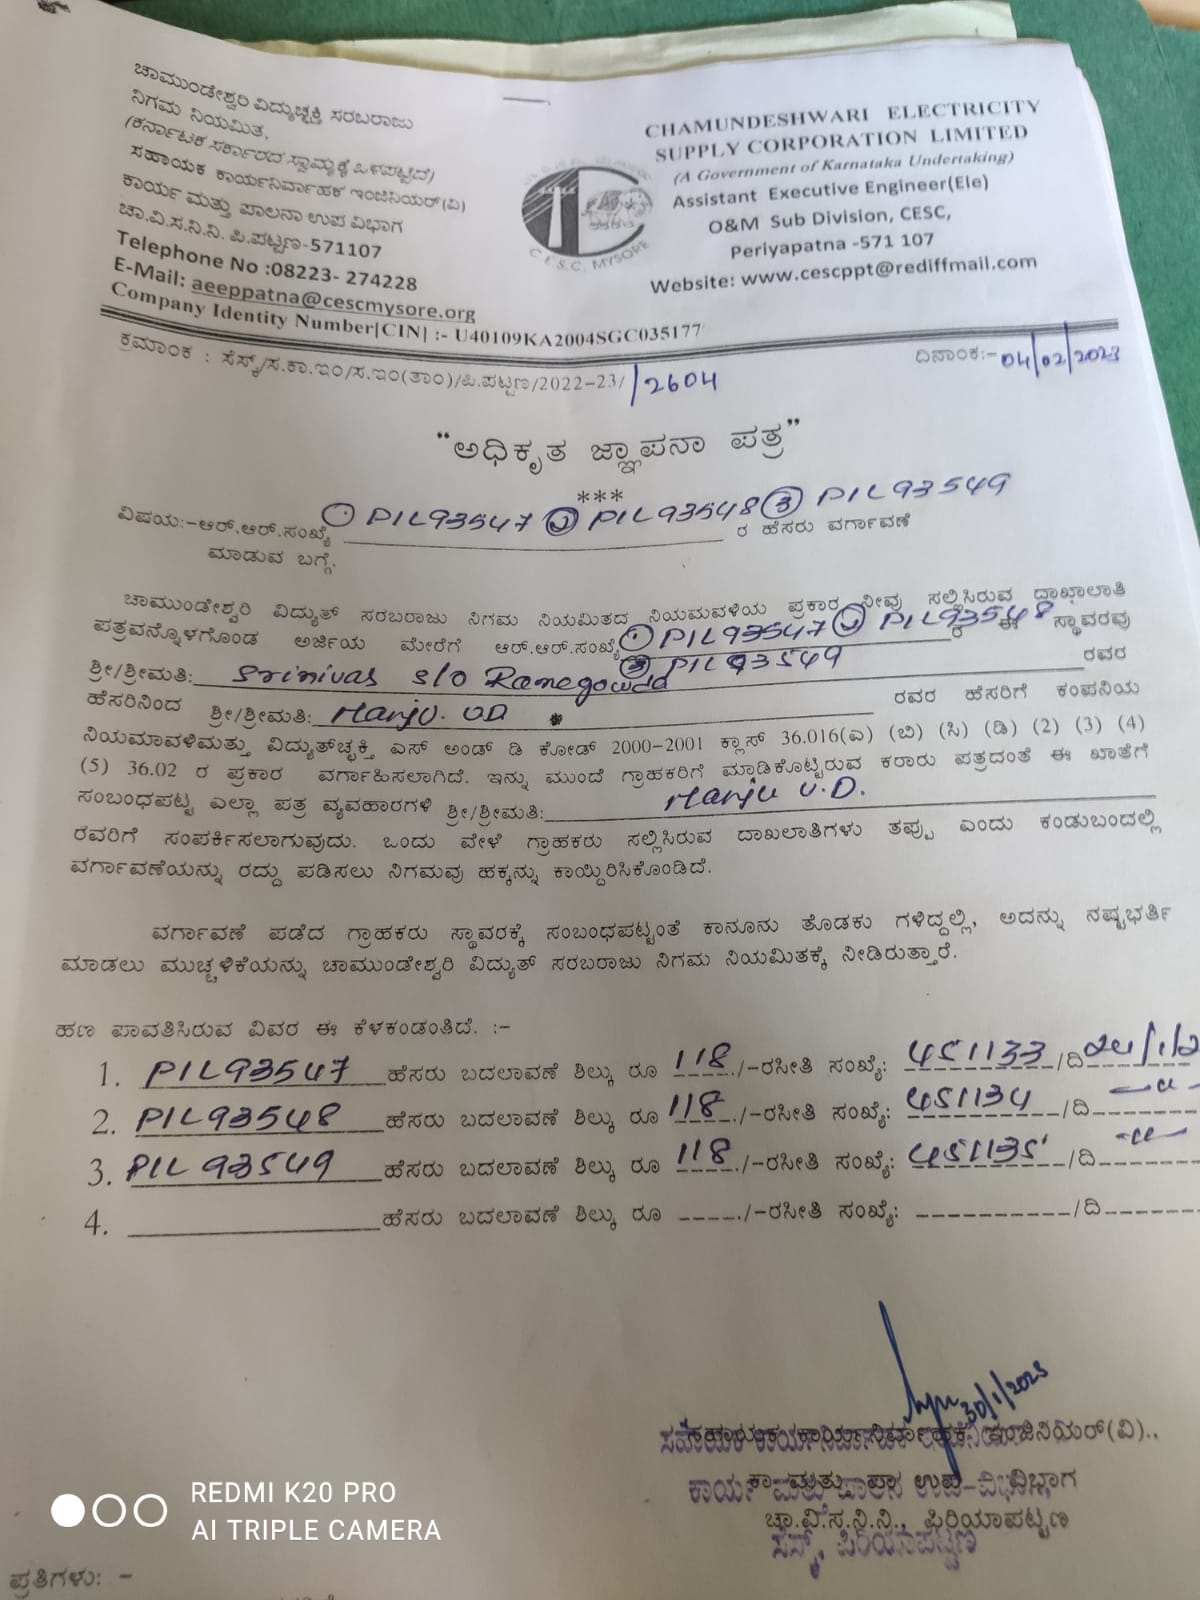 ಚಾಮುಂಡೇಶ್ವರಿ ವಿದ್ಯುಚ್ಛಕ್ತಿ ಸರಬರಾಜು
ನಿಗಮ ನಿಯಮಿತ,
(ಕರ್ನಾಟಕ ಸರ್ಕಾರದ ಸ್ವಾಮ್ಯಕ್ಕೆ ಒಳಪಟ್ಟಿದೆ)
ಸಹಾಯಕ ಕಾರ್ಯನಿರ್ವಾಹಕ ಇಂಜಿನಿಯರ್(ವಿ)
ಕಾರ್ಯ ಮತ್ತು ಪಾಲನಾ ಉಪ ವಿಭಾಗ
ಚಾ.ವಿ.ಸ.ನಿ.ನಿ. ಪಿ.ಪಟ್ಟಣ-571107
Telephone No :08223- 274228
E-Mail: aeeppatna@cescmysore.org
Company Identity Number[CIN] :- U40109KA2004SGC035177
C.E.S.C. MYSORE
CHAMUNDESHWARI ELECTRICITY
SUPPLY CORPORATION LIMITED
(A Government of Karnataka Undertaking)
Assistant Executive Engineer(Ele)
O&M Sub Division, CESC,
Periyapatna -571 107
Website: www.cescppt@rediffmail.com
ಕ್ರಮಾಂಕ : ಸೆಸ್ಕ್/ಸ.ಕಾ.ಇಂ/ಸ.ಇಂ(ತಾಂ)/ಪಿ.ಪಟ್ಟಣ/2022-23/ /2604 ದಿನಾಂಕ:- 04/02/2023
"ಅಧಿಕೃತ ಜ್ಞಾಪನಾ ಪತ್ರ"
***
PIL93547 PIL93548 ③ PIL93549
ವಿಷಯ:-ಆರ್.ಆರ್.ಸಂಖ್ಯೆ ರ ಹೆಸರು ವರ್ಗಾವಣೆ
ಮಾಡುವ ಬಗ್ಗೆ.
ಚಾಮುಂಡೇಶ್ವರಿ ವಿದ್ಯುತ್ ಸರಬರಾಜು ನಿಗಮ ನಿಯಮಿತದ ನಿಯಮವಳಿಯ ಪ್ರಕಾರ ನೀವು ಸಲ್ಲಿಸಿರುವ ದಾಖಾಲಾತಿ
ಪತ್ರವನ್ನೊಳಗೊಂಡ ಅರ್ಜಿಯ ಮೇರೆಗೆ ಆರ್.ಆರ್.ಸಂಖ್ಯೆ PIL93547 PIL93548 ರ ಈ ಸ್ಥಾವರವು
③ PIL93549
ಶ್ರೀ/ಶ್ರೀಮತಿ: Srinivas s/o Ramegowda ರವರ
ಹೆಸರಿನಿಂದ ಶ್ರೀ/ಶ್ರೀಮತಿ: Manju. U D ರವರ ಹೆಸರಿಗೆ ಕಂಪನಿಯ
ನಿಯಮಾವಳಿಮತ್ತು ವಿದ್ಯುತ್‌ಚ್ಛಕ್ತಿ ಎಸ್ ಅಂಡ್ ಡಿ ಕೋಡ್ 2000-2001 ಕ್ಲಾಸ್ 36.016(ಎ) (ಬಿ) (ಸಿ) (ಡಿ) (2) (3) (4)
(5) 36.02 ರ ಪ್ರಕಾರ ವರ್ಗಾಹಿಸಲಾಗಿದೆ. ಇನ್ನು ಮುಂದೆ ಗ್ರಾಹಕರಿಗೆ ಮಾಡಿಕೊಟ್ಟಿರುವ ಕರಾರು ಪತ್ರದಂತೆ ಈ ಖಾತೆಗೆ
ಸಂಬಂಧಪಟ್ಟ ಎಲ್ಲಾ ಪತ್ರ ವ್ಯವಹಾರಗಳಿ ಶ್ರೀ/ಶ್ರೀಮತಿ: Manju U.D.
ರವರಿಗೆ ಸಂಪರ್ಕಿಸಲಾಗುವುದು. ಒಂದು ವೇಳೆ ಗ್ರಾಹಕರು ಸಲ್ಲಿಸಿರುವ ದಾಖಲಾತಿಗಳು ತಪ್ಪು ಎಂದು ಕಂಡುಬಂದಲ್ಲಿ
ವರ್ಗಾವಣೆಯನ್ನು ರದ್ದು ಪಡಿಸಲು ನಿಗಮವು ಹಕ್ಕನ್ನು ಕಾಯ್ದಿರಿಸಿಕೊಂಡಿದೆ.
ವರ್ಗಾವಣೆ ಪಡೆದ ಗ್ರಾಹಕರು ಸ್ಥಾವರಕ್ಕೆ ಸಂಬಂಧಪಟ್ಟಂತೆ ಕಾನೂನು ತೊಡಕು ಗಳಿದ್ದಲ್ಲಿ, ಅದನ್ನು ನಷ್ಟಭರ್ತಿ
ಮಾಡಲು ಮುಚ್ಚಳಿಕೆಯನ್ನು ಚಾಮುಂಡೇಶ್ವರಿ ವಿದ್ಯುತ್ ಸರಬರಾಜು ನಿಗಮ ನಿಯಮಿತಕ್ಕೆ ನೀಡಿರುತ್ತಾರೆ.
ಹಣ ಪಾವತಿಸಿರುವ ವಿವರ ಈ ಕೆಳಕಂಡಂತಿದೆ. :-
1. PIL93547 ಹೆಸರು ಬದಲಾವಣೆ ಶಿಲ್ಕು ರೂ 118 ./-ರಸೀತಿ ಸಂಖ್ಯೆ: 451133 /ದಿ 24/1/2
2. PIL93548 ಹೆಸರು ಬದಲಾವಣೆ ಶಿಲ್ಕು ರೂ 118 ./-ರಸೀತಿ ಸಂಖ್ಯೆ: 451134 /ದಿ -"-
3. PIL 93549 ಹೆಸರು ಬದಲಾವಣೆ ಶಿಲ್ಕು ರೂ 118 ./-ರಸೀತಿ ಸಂಖ್ಯೆ: 451135 /ದಿ -"-
4. ಹೆಸರು ಬದಲಾವಣೆ ಶಿಲ್ಕು ರೂ -----./-ರಸೀತಿ ಸಂಖ್ಯೆ: ----------/ದಿ-------
30/1/2023
ಸಹಾಯಕ ಕಾರ್ಯನಿರ್ವಾಹಕ ಇಂಜಿನಿಯರ್(ವಿ).,
ಕಾ ಮತ್ತು ಪಾ ಉಪ ವಿಭಾಗ
ಚಾ.ವಿ.ಸ.ನಿ.ನಿ., ಪಿರಿಯಾಪಟ್ಟಣ
ಸೆಸ್ಕ್, ಪಿರಿಯಾಪಟ್ಟಣ
REDMI K20 PRO
AI TRIPLE CAMERA
ಪ್ರತಿಗಳು: -